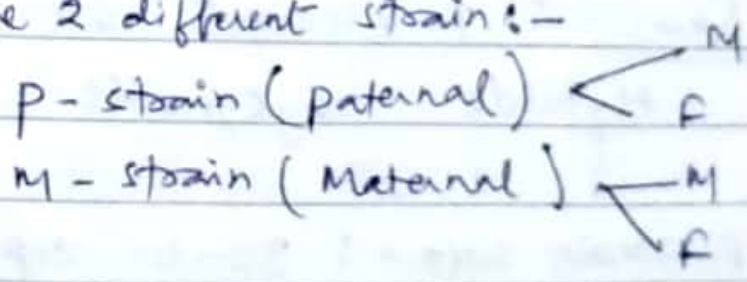 e 2 different strain :-
M
P - strain (paternal) <
F
M - strain (Maternal)
M
F